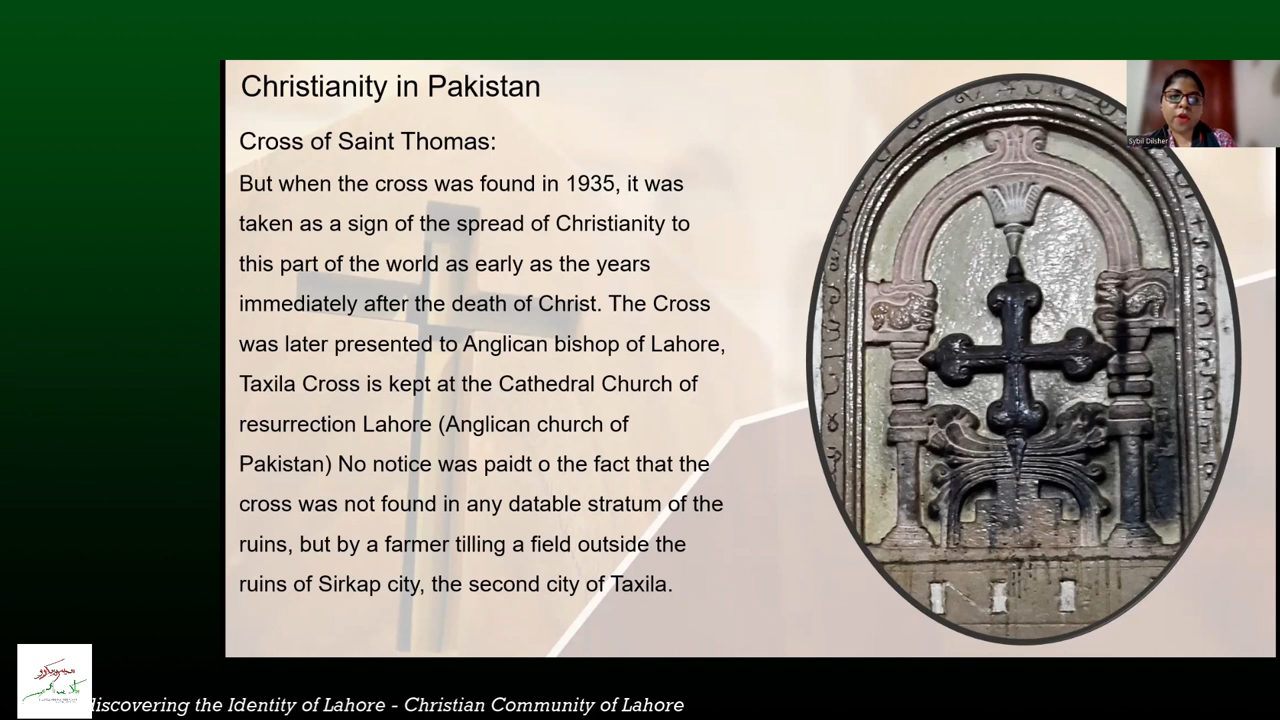 Christianity in Pakistan
Sybil Dilsher
Cross of Saint Thomas:
But when the cross was found in 1935, it was
taken as a sign of the spread of Christianity to
this part of the world as early as the years
immediately after the death of Christ. The Cross
was later presented to Anglican bishop of Lahore,
Taxila Cross is kept at the Cathedral Church of
resurrection Lahore (Anglican church of
Pakistan) No notice was paidt o the fact that the
cross was not found in any datable stratum of the
ruins, but by a farmer tilling a field outside the
ruins of Sirkap city, the second city of Taxila.
discovering the Identity of Lahore - Christian Community of Lahore